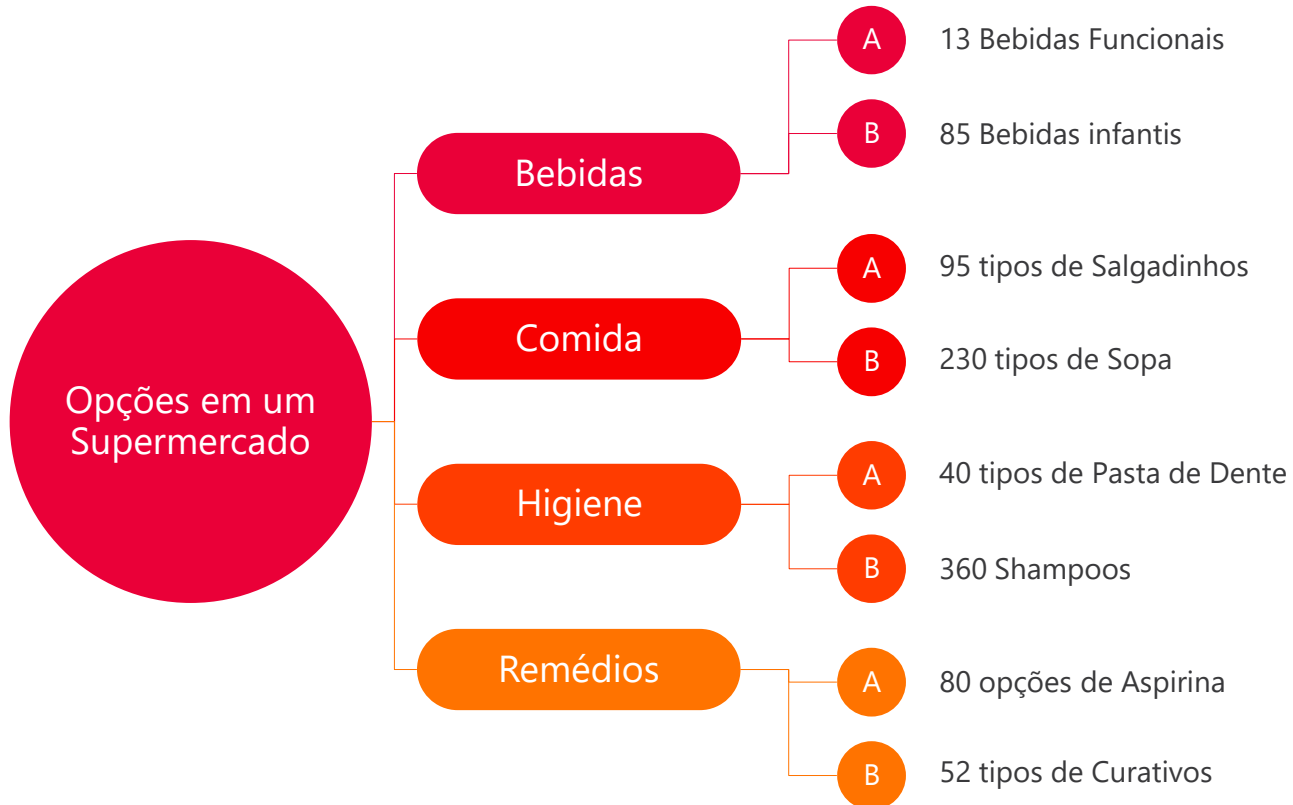 Opções em um
Supermercado
Bebidas
A
13 Bebidas Funcionais
B
85 Bebidas infantis
Comida
A
95 tipos de Salgadinhos
B
230 tipos de Sopa
Higiene
A
40 tipos de Pasta de Dente
B
360 Shampoos
Remédios
A
80 opções de Aspirina
B
52 tipos de Curativos